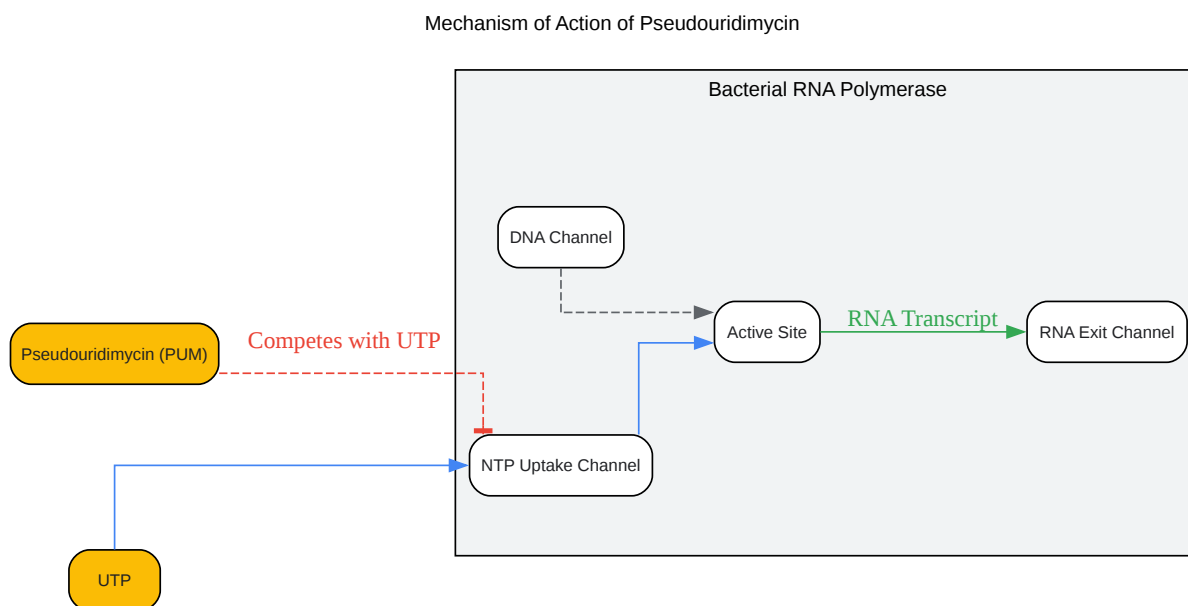 Mechanism of Action of Pseudouridimycin
Bacterial RNA Polymerase
DNA Channel
Pseudouridimycin (PUM)
Competes with UTP
Active Site
RNA Transcript
RNA Exit Channel
NTP Uptake Channel
UTP